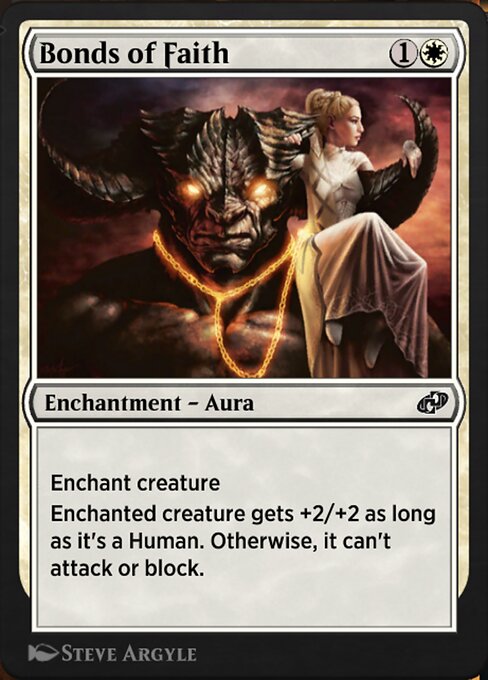 Bonds of Faith 1
Enchantment – Aura
Enchant creature
Enchanted creature gets +2/+2 as long
as it's a Human. Otherwise, it can't
attack or block.
STEVE ARGYLE